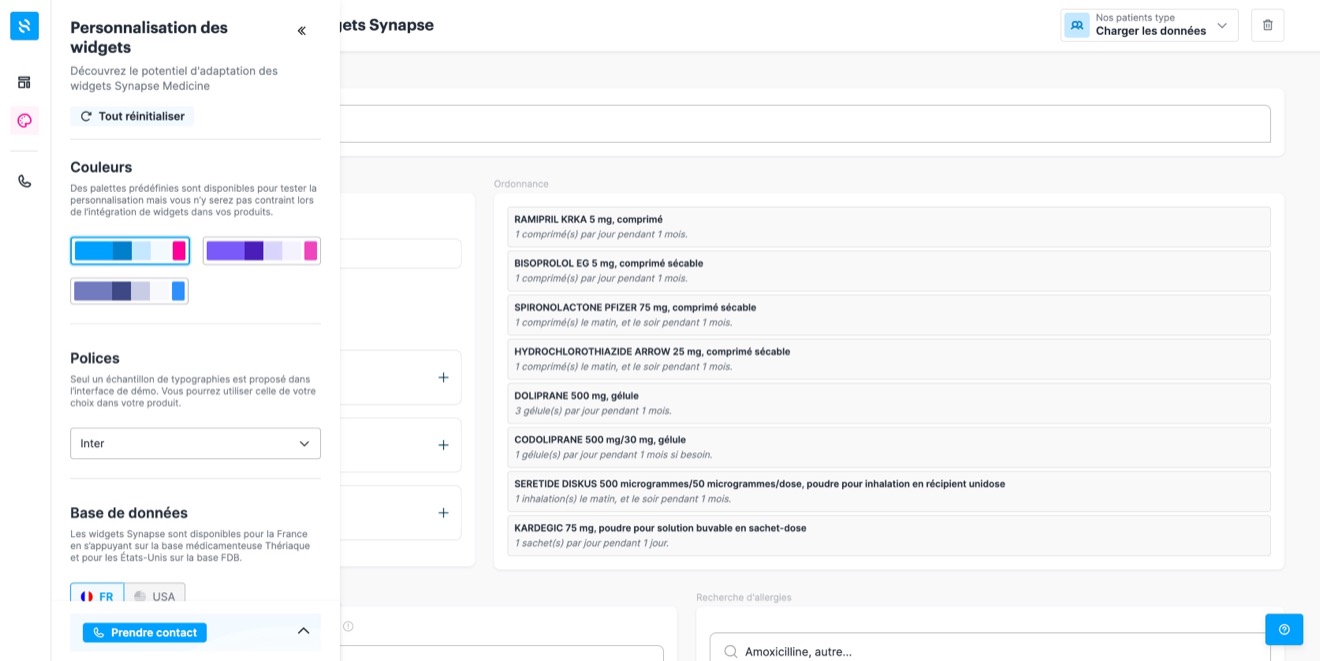 Personnalisation des
widgets
Découvrez le potentiel d'adaptation des
widgets Synapse Medicine
Tout réinitialiser
Couleurs
Des palettes prédéfinies sont disponibles pour tester la
personnalisation mais vous n'y serez pas contraint lors
de l'intégration de widgets dans vos produits.
Polices
Seul un échantillon de typographies est proposé dans
l'interface de démo. Vous pourrez utiliser celle de votre
choix dans votre produit.
Inter
Base de données
Les widgets Synapse sont disponibles pour la France
en s'appuyant sur la base médicamenteuse Thériaque
et pour les États-Unis sur la base FDB.
FR USA
Prendre contact
Synapse
Nos patients type
Charger les données
Ordonnance
RAMIPRIL KRKA 5 mg, comprimé
1 comprimé(s) par jour pendant 1 mois.
BISOPROLOL EG 5 mg, comprimé sécable
1 comprimé(s) par jour pendant 1 mois.
SPIRONOLACTONE PFIZER 75 mg, comprimé sécable
1 comprimé(s) le matin, et le soir pendant 1 mois.
HYDROCHLOROTHIAZIDE ARROW 25 mg, comprimé sécable
1 comprimé(s) le matin, et le soir pendant 1 mois.
DOLIPRANE 500 mg, gélule
3 gélule(s) par jour pendant 1 mois.
CODOLIPRANE 500 mg/30 mg, gélule
1 gélule(s) par jour pendant 1 mois si besoin.
SERETIDE DISKUS 500 microgrammes/50 microgrammes/dose, poudre pour inhalation en récipient unidose
1 inhalation(s) le matin, et le soir pendant 1 mois.
KARDEGIC 75 mg, poudre pour solution buvable en sachet-dose
1 sachet(s) par jour pendant 1 jour.
Recherche d'allergies
Amoxicilline, autre...